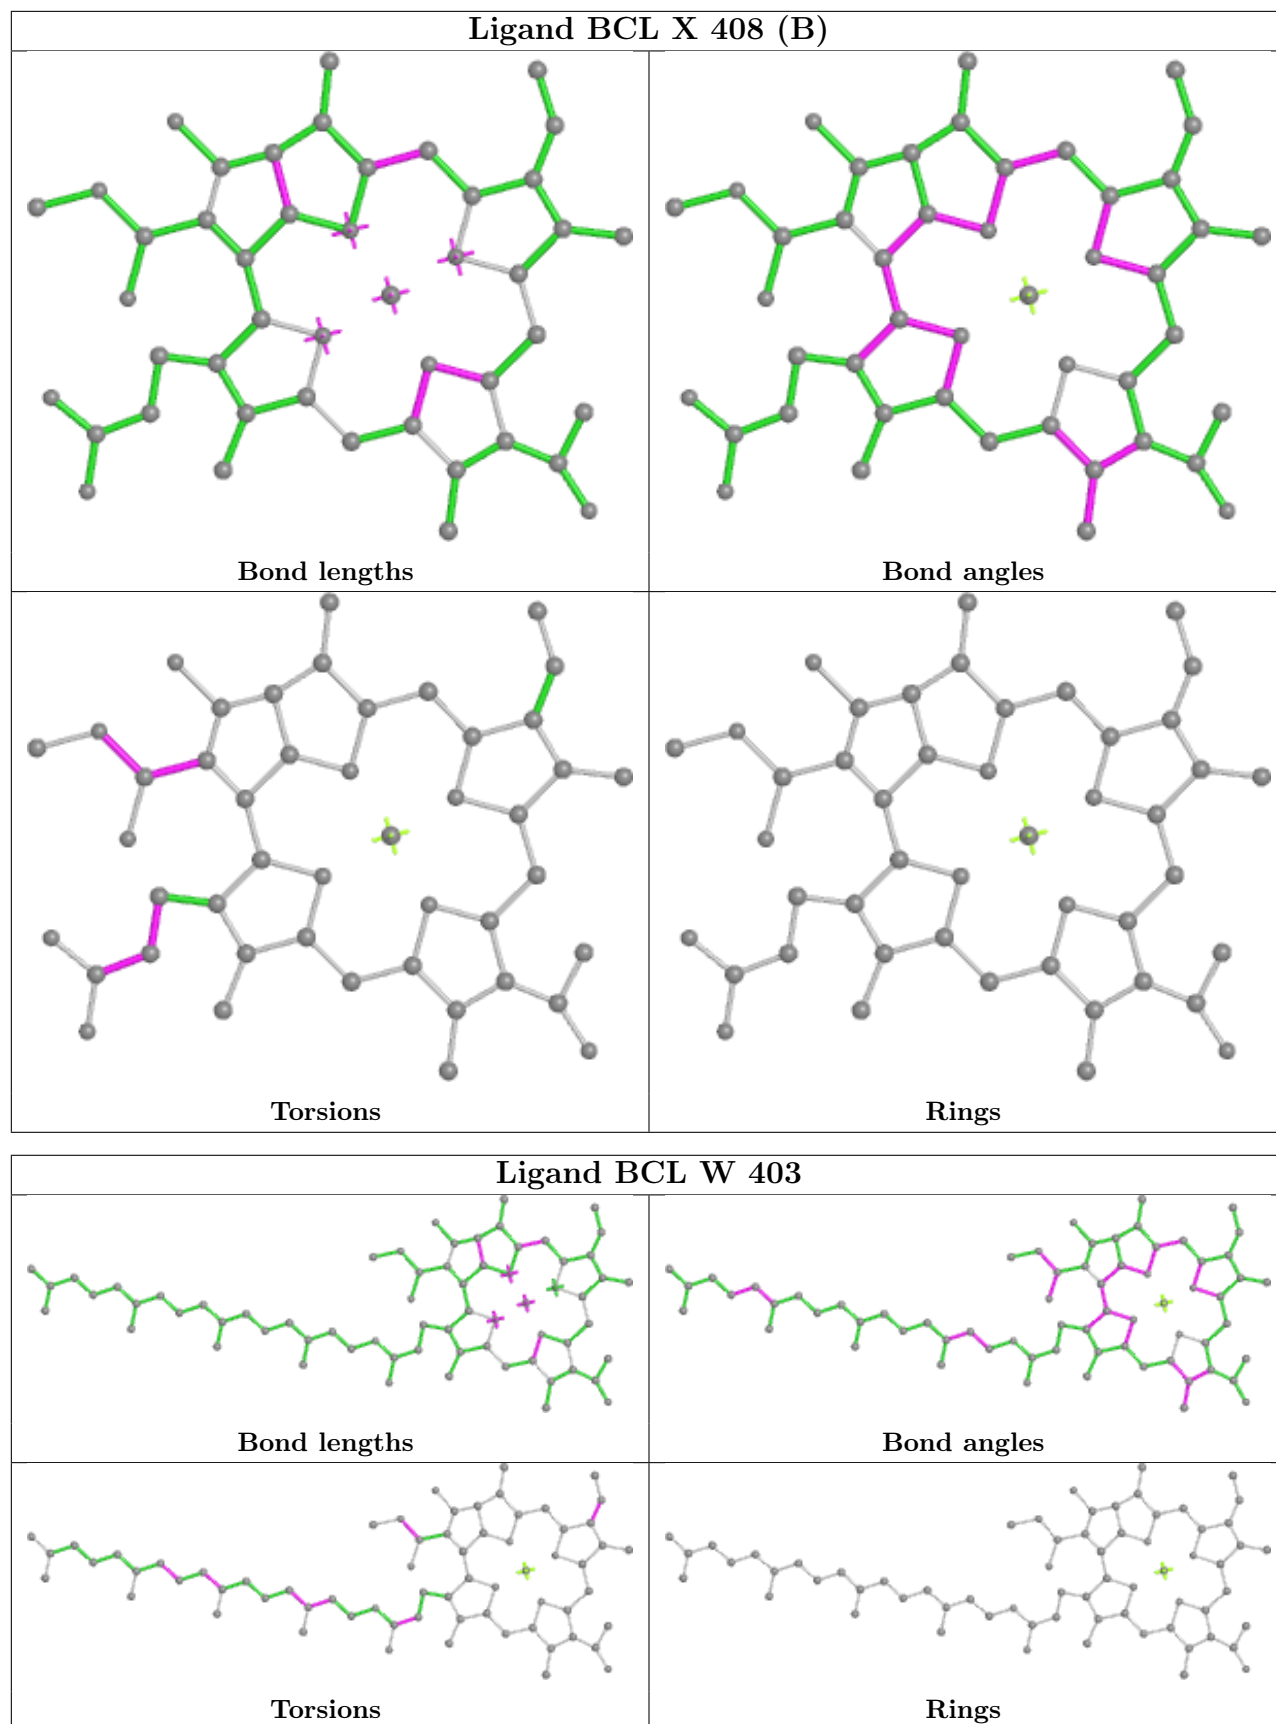 Ligand BCL X 408 (B)
Bond lengths
Bond angles
Torsions
Rings
Ligand BCL W 403
Bond lengths
Bond angles
Torsions
Rings